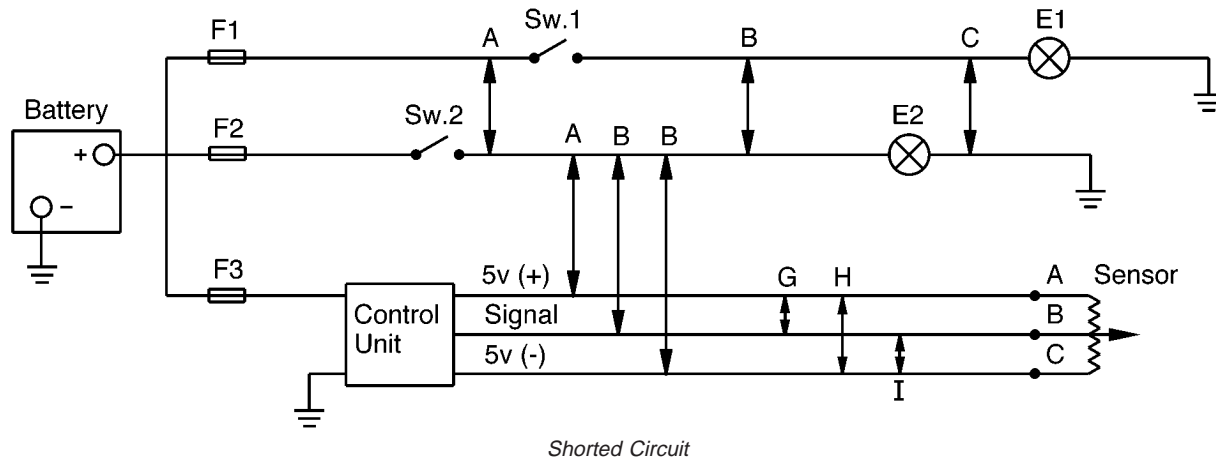 F1
A
Sw.1
B
C
E1
Battery
F2
Sw.2
A
B
B
E2
+
–
F3
5v (+)
G
H
A
Sensor
Control
Unit
Signal
B
5v (-)
C
I
Shorted Circuit